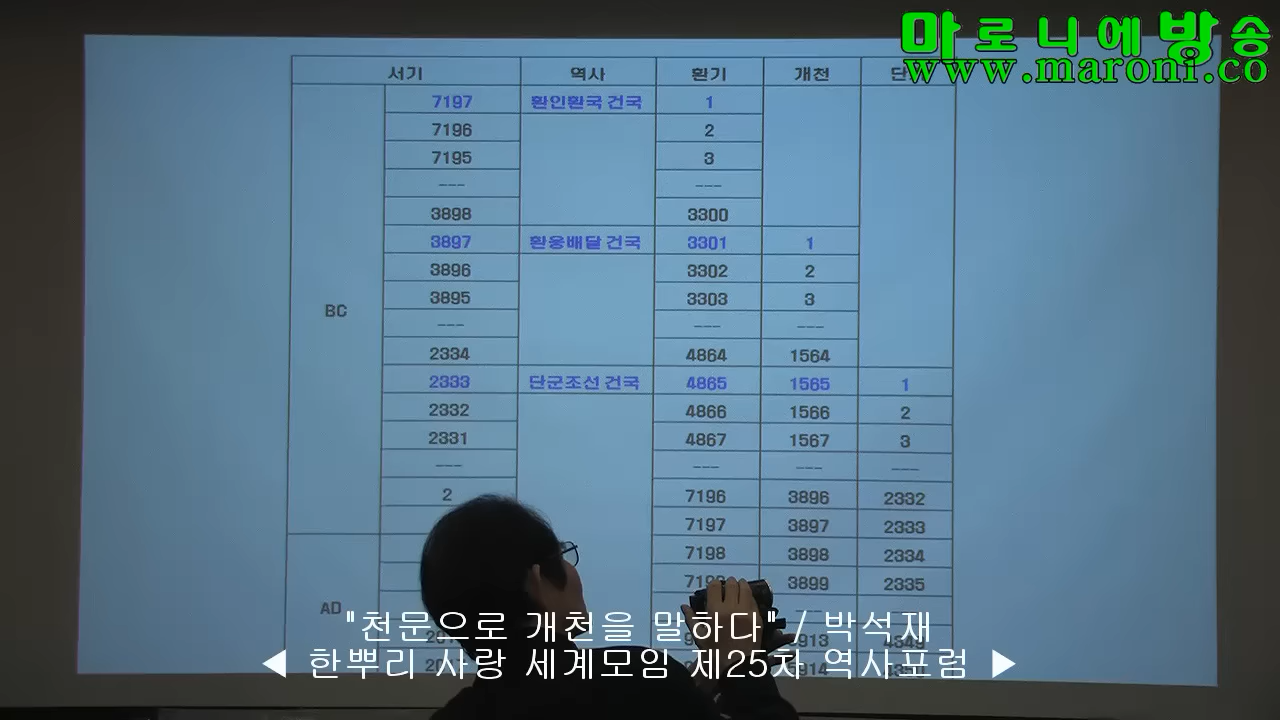 마로니에방송
www.maroni.co
서기 역사 환기 개천 단
BC
7197 환인환국 건국 1
7196 2
7195 3
--- ---
3898 3300
3897 환웅배달 건국 3301 1
3896 3302 2
3895 3303 3
--- --- ---
2334 4864 1564
2333 단군조선 건국 4865 1565 1
2332 4866 1566 2
2331 4867 1567 3
--- --- --- ---
2 7196 3896 2332
7197 3897 2333
AD
7198 3898 2334
3899 2335
"천문으로 개천을 말하다" / 박석재
◀ 한뿌리 사랑 세계모임 제25차 역사포럼 ▶